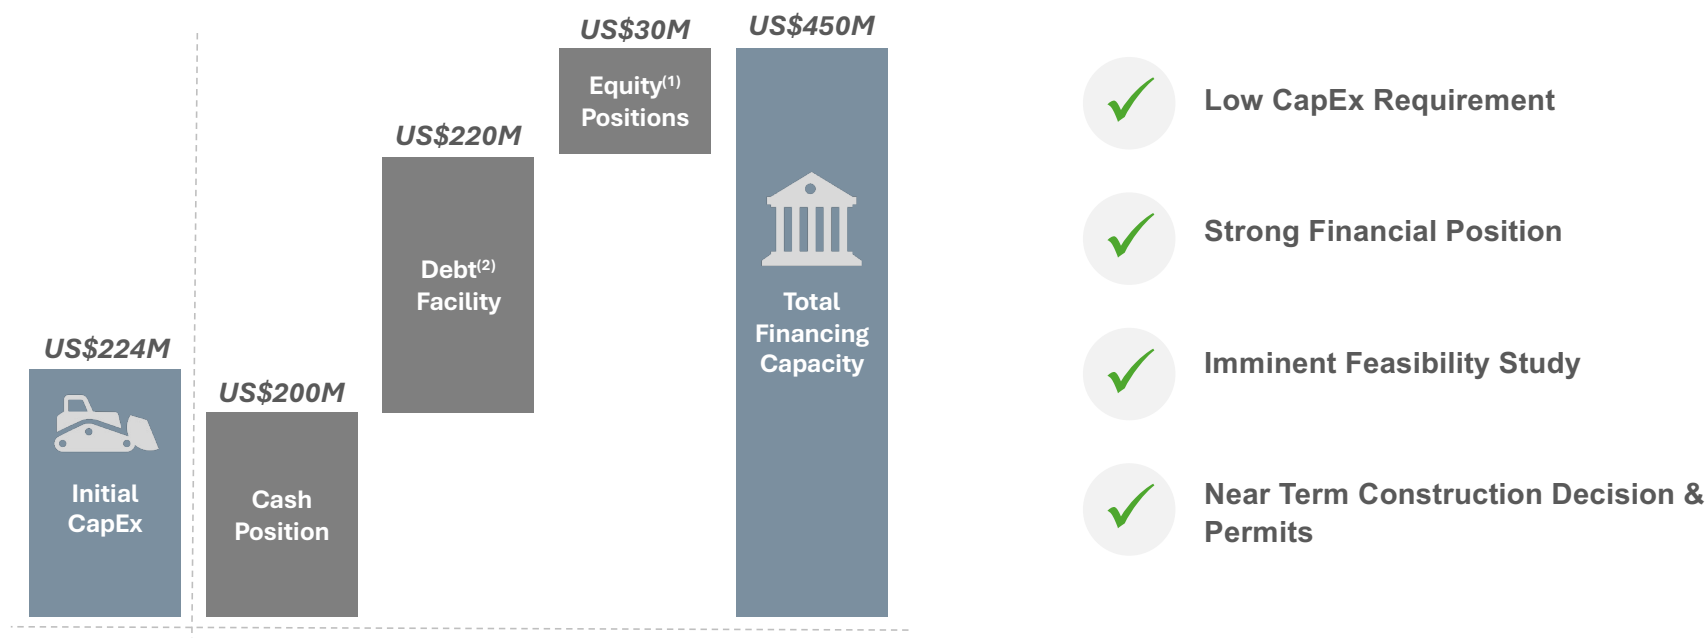 US$224M
Initial
CapEx
US$200M
Cash
Position
US$220M
Debt(2)
Facility
US$30M
Equity(1)
Positions
US$450M
Total
Financing
Capacity
Low CapEx Requirement
Strong Financial Position
Imminent Feasibility Study
Near Term Construction Decision &
Permits